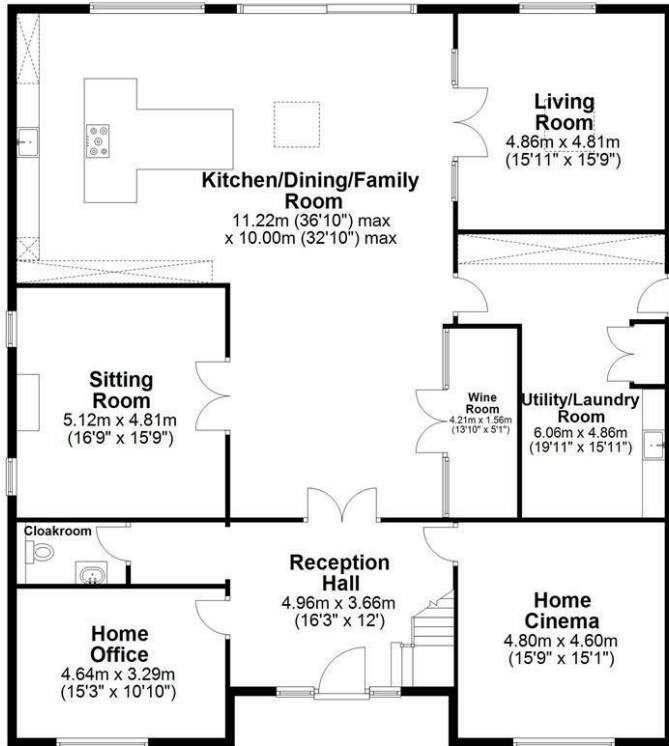 Living
Room
4.86m x 4.81m
(15'11" x 15'9")
Kitchen/Dining/Family
Room
11.22m (36'10") max
x 10.00m (32'10") max
Sitting
Room
5.12m x 4.81m
(16'9" x 15'9")
Wine
Room
4.21m x 1.56m
(13'10" x 5'1")
Utility/Laundry
Room
6.06m x 4.86m
(19'11" x 15'11")
Cloakroom
Reception
Hall
4.96m x 3.66m
(16'3" x 12')
Home
Office
4.64m x 3.29m
(15'3" x 10'10")
Home
Cinema
4.80m x 4.60m
(15'9" x 15'1")